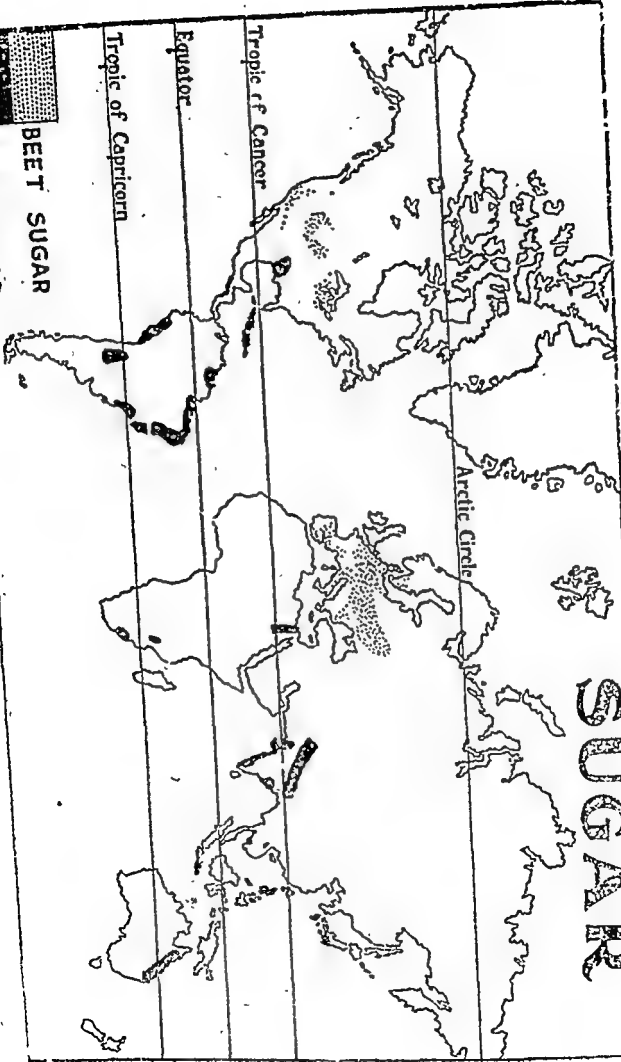 SUGAR
Arctic Circle
Tropic of Cancer
Equator
Tropic of Capricorn
BEET SUGAR